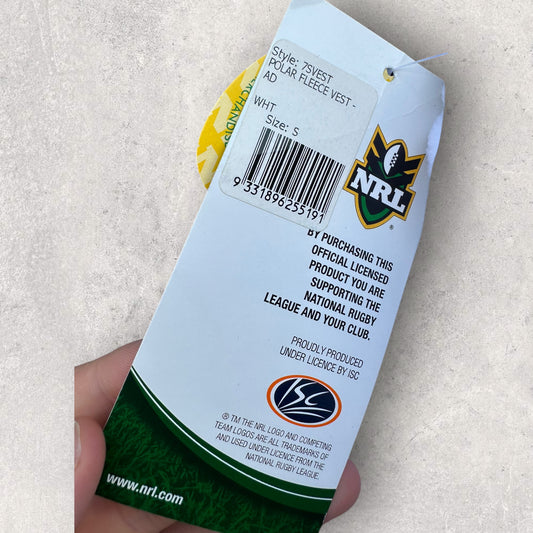 Style: 7SVEST
POLAR FLEECE VEST -
AD
WHT
Size: S
9 331896 255191
NRL
®
BY PURCHASING THIS
OFFICIAL LICENSED
PRODUCT YOU ARE
SUPPORTING THE
NATIONAL RUGBY
LEAGUE AND YOUR CLUB.
PROUDLY PRODUCED
UNDER LICENCE BY ISC
ISC
® TM THE NRL LOGO AND COMPETING
TEAM LOGOS ARE ALL TRADEMARKS OF
AND USED UNDER LICENCE FROM THE
NATIONAL RUGBY LEAGUE.
www.nrl.com